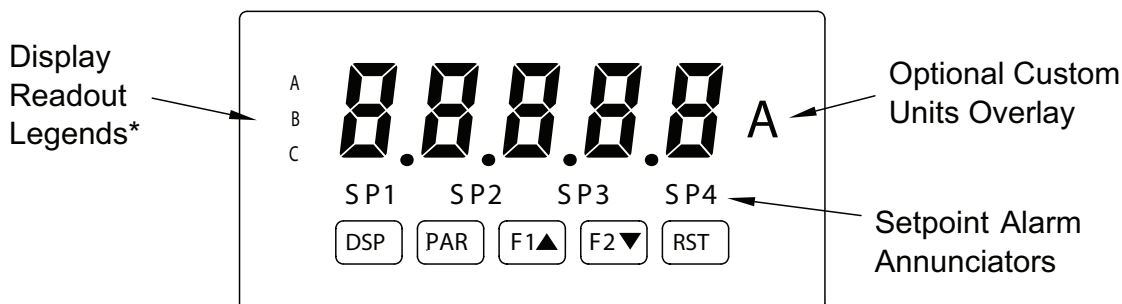 Display
Readout
Legends*
A
B
C
8.8.8.8.8
A
Optional Custom
Units Overlay
SP1 SP2 SP3 SP4
DSP PAR F1▲ F2▼ RST
Setpoint Alarm
Annunciators